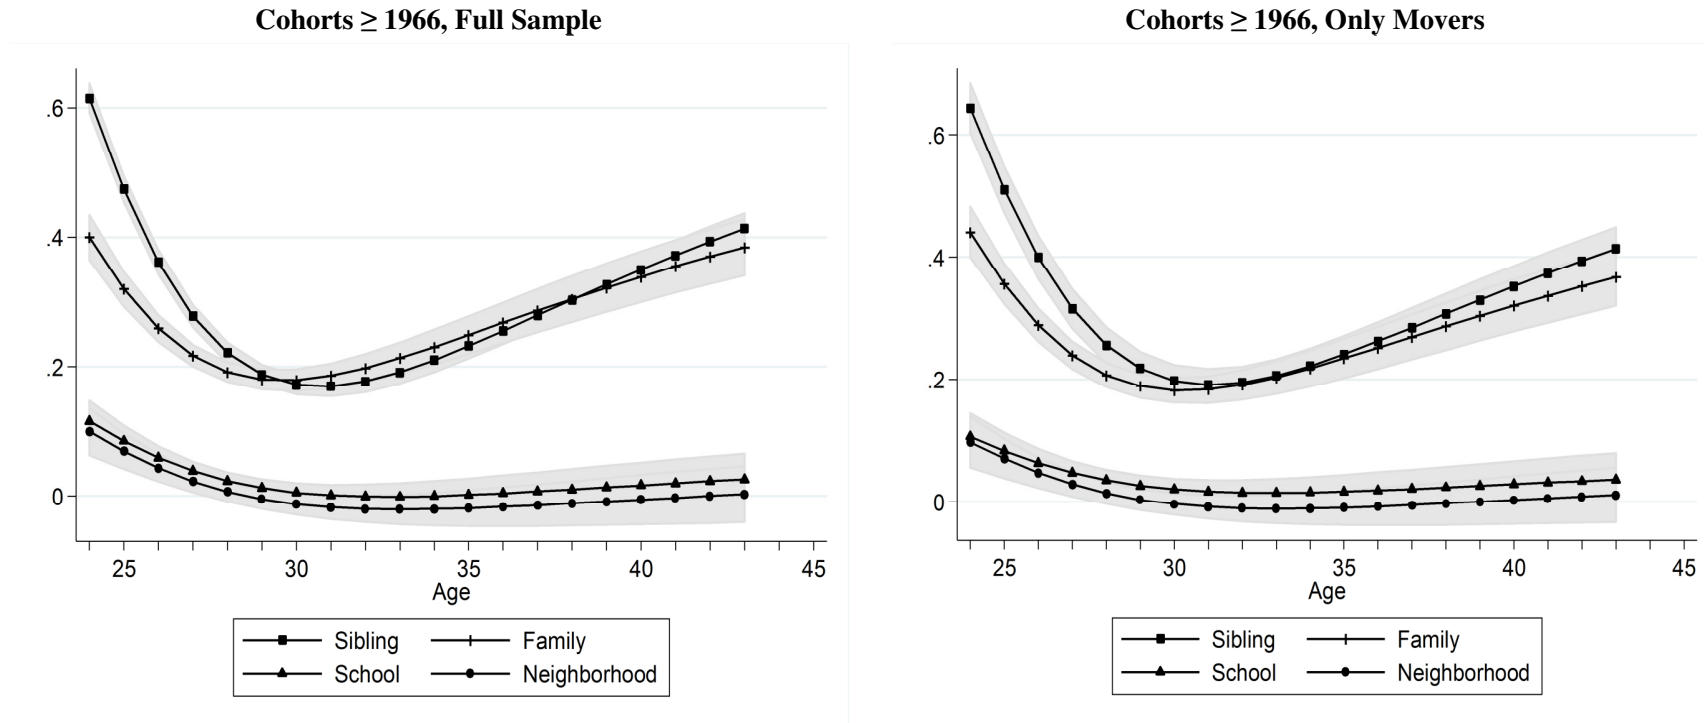 Cohorts ≥ 1966, Full Sample
.6
.4
.2
0
25 30 35 40 45
Age
Sibling Family
School Neighborhood
Cohorts ≥ 1966, Only Movers
.6
.4
.2
0
25 30 35 40 45
Age
Sibling Family
School Neighborhood